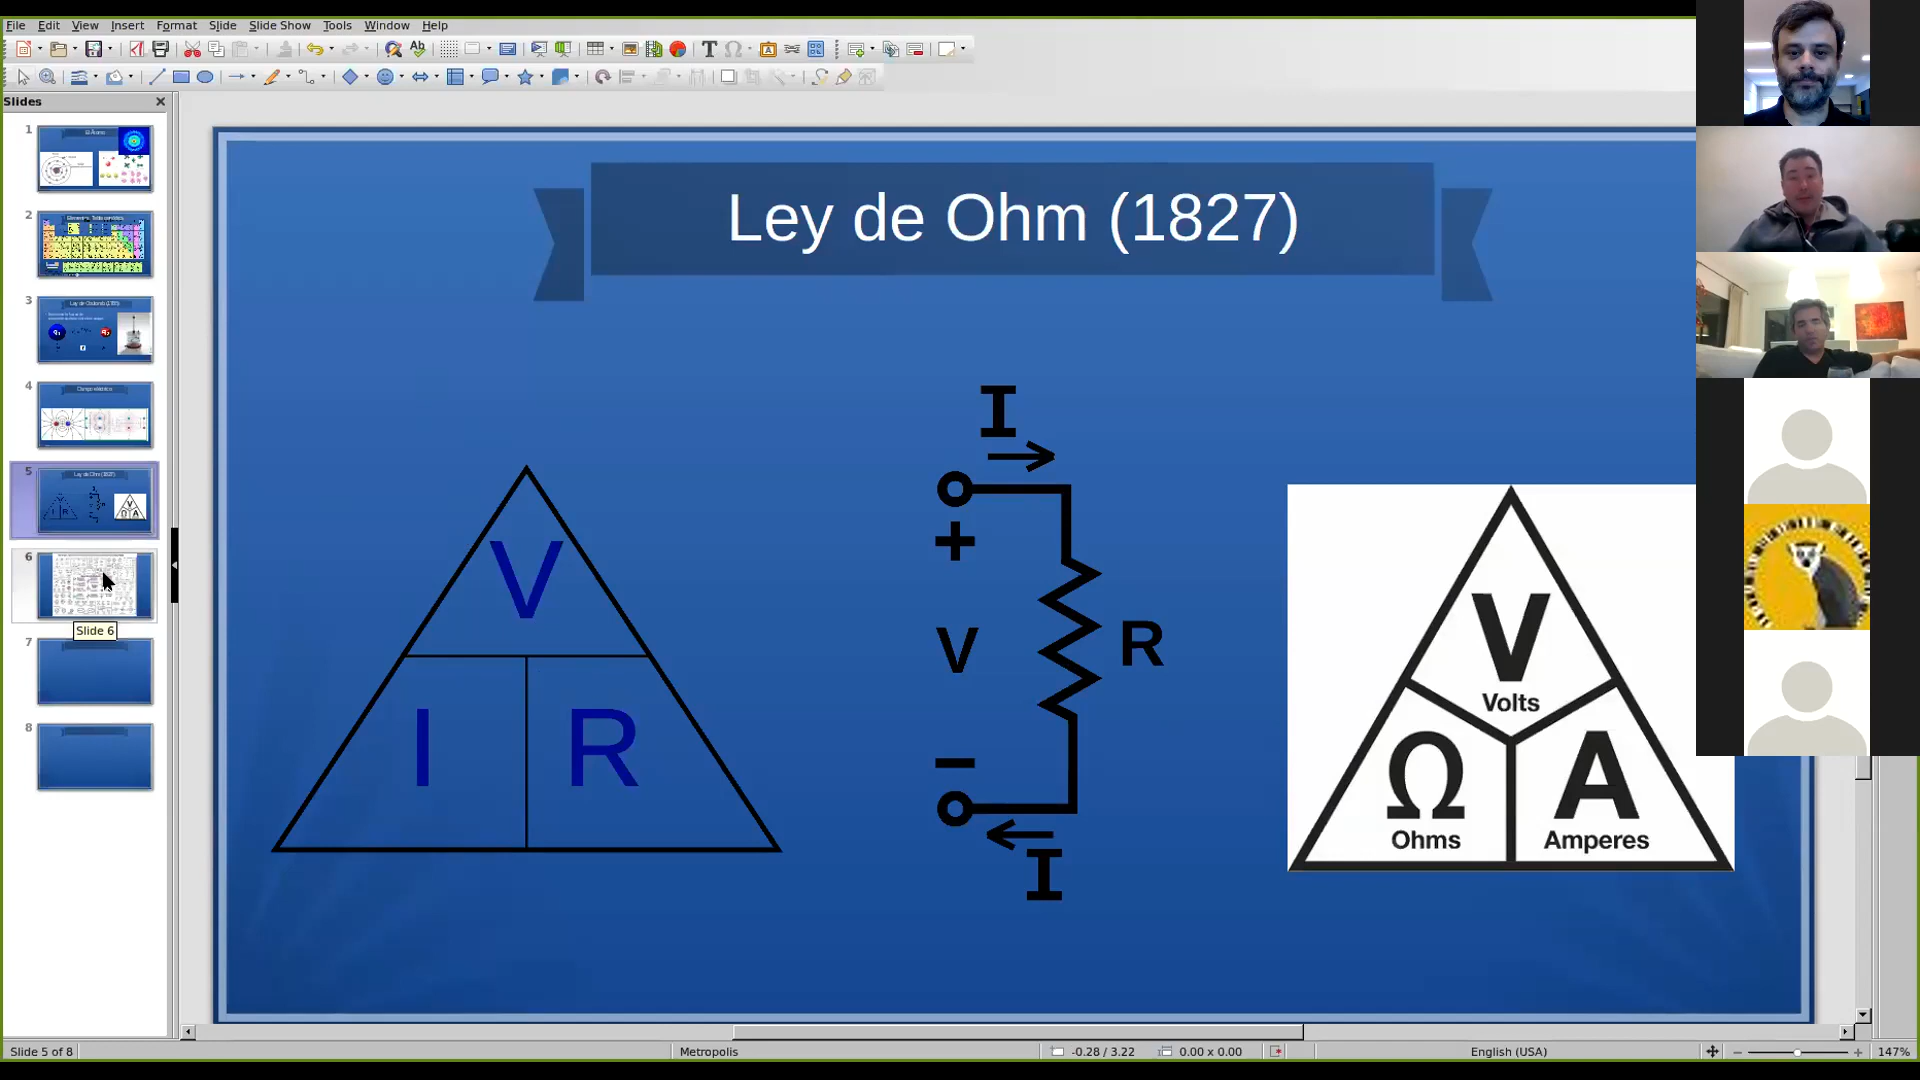 File Edit View Insert Format Slide Slide Show Tools Window Help
Slides
1
2
3
4
5
6
7
8
Slide 6
Ley de Ohm (1827)
V
I R
I
+
V R
−
I
V
Volts
Ω A
Ohms Amperes
Slide 5 of 8 Metropolis -0.28 / 3.22 0.00 x 0.00 English (USA) 147%